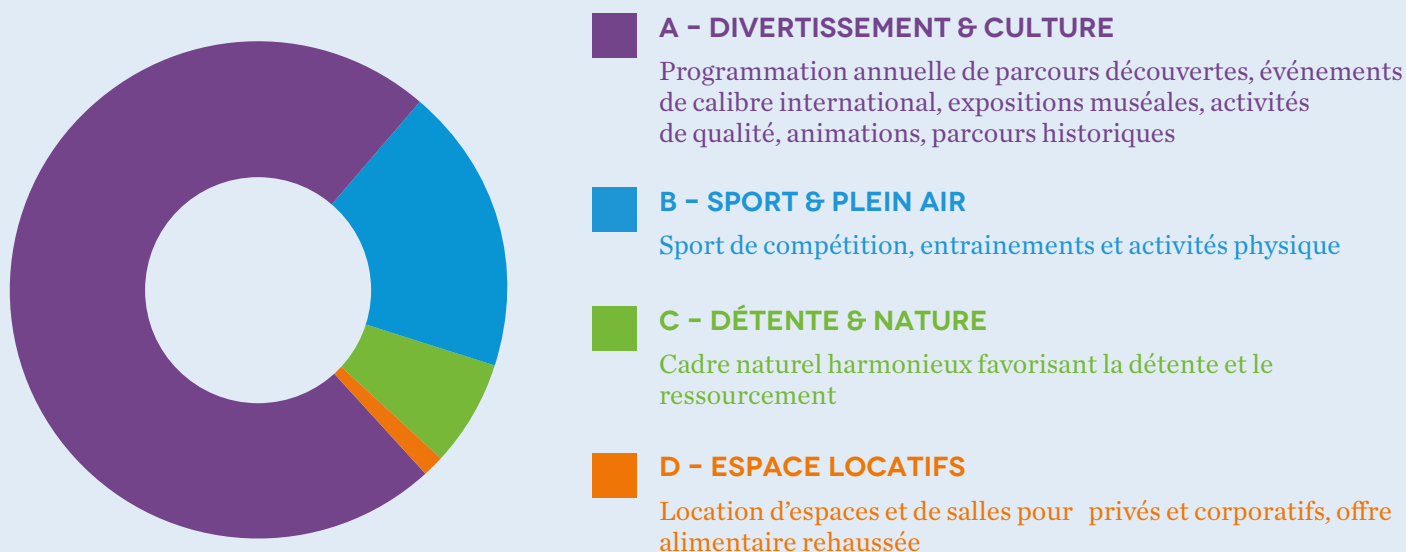 A – DIVERTISSEMENT & CULTURE
Programmation annuelle de parcours découvertes, événements
de calibre international, expositions muséales, activités
de qualité, animations, parcours historiques
B – SPORT & PLEIN AIR
Sport de compétition, entrainements et activités physique
C – DÉTENTE & NATURE
Cadre naturel harmonieux favorisant la détente et le
ressourcement
D – ESPACE LOCATIFS
Location d’espaces et de salles pour privés et corporatifs, offre
alimentaire rehaussée